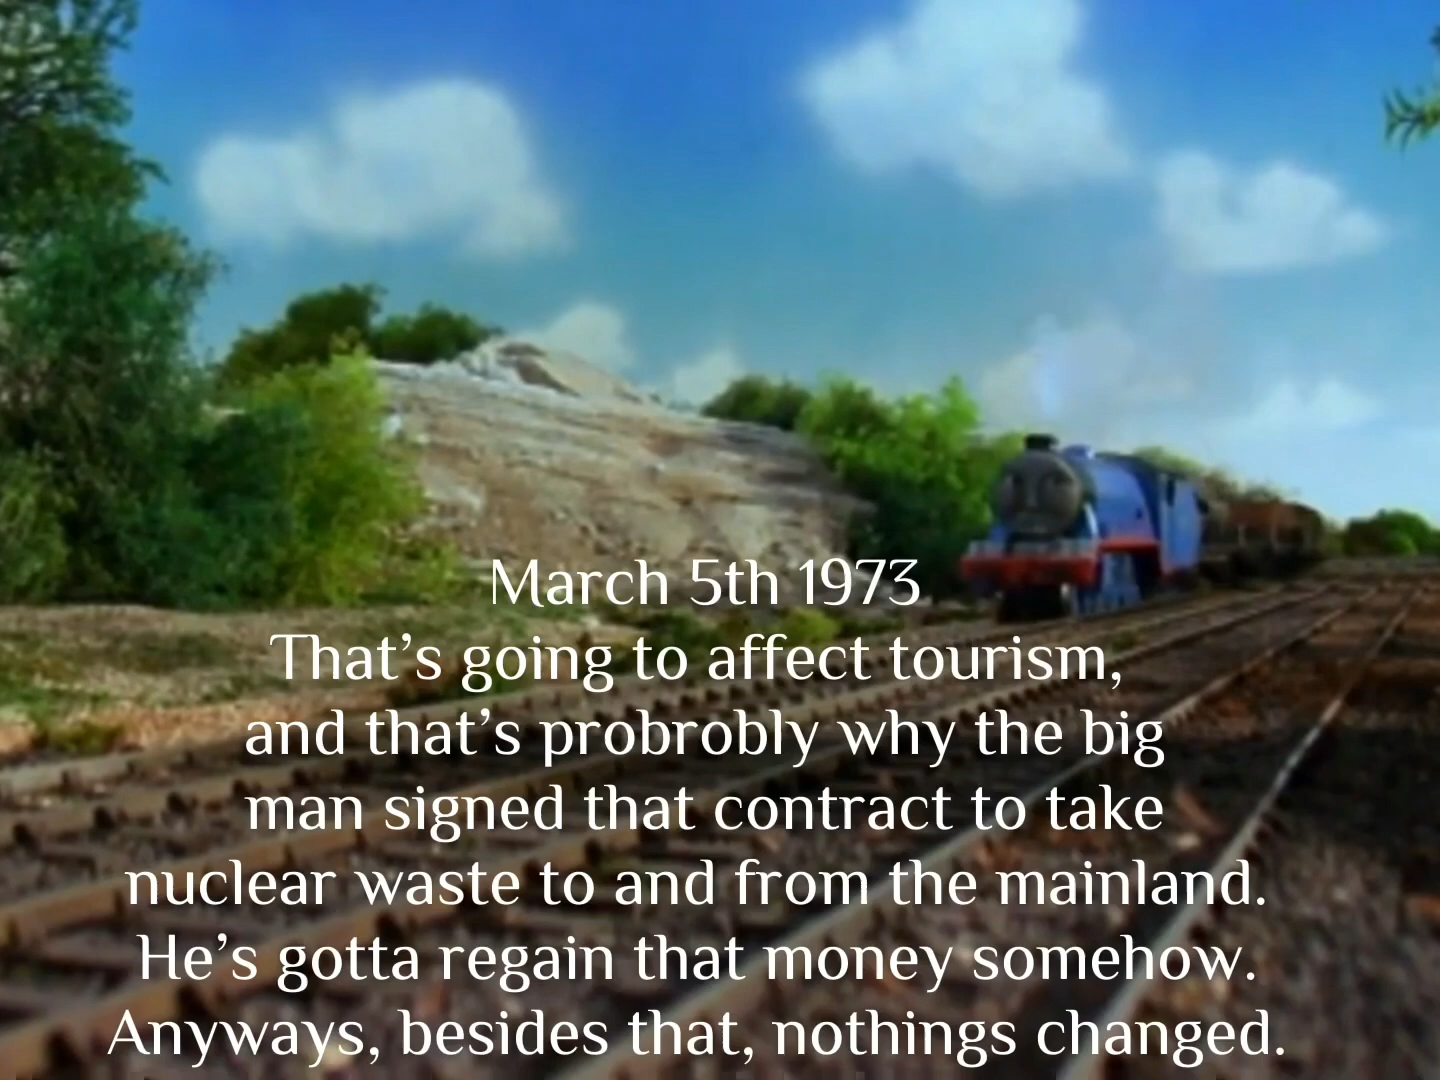 March 5th 1973
That’s going to affect tourism,
and that’s probrobly why the big
man signed that contract to take
nuclear waste to and from the mainland.
He’s gotta regain that money somehow.
Anyways, besides that, nothings changed.